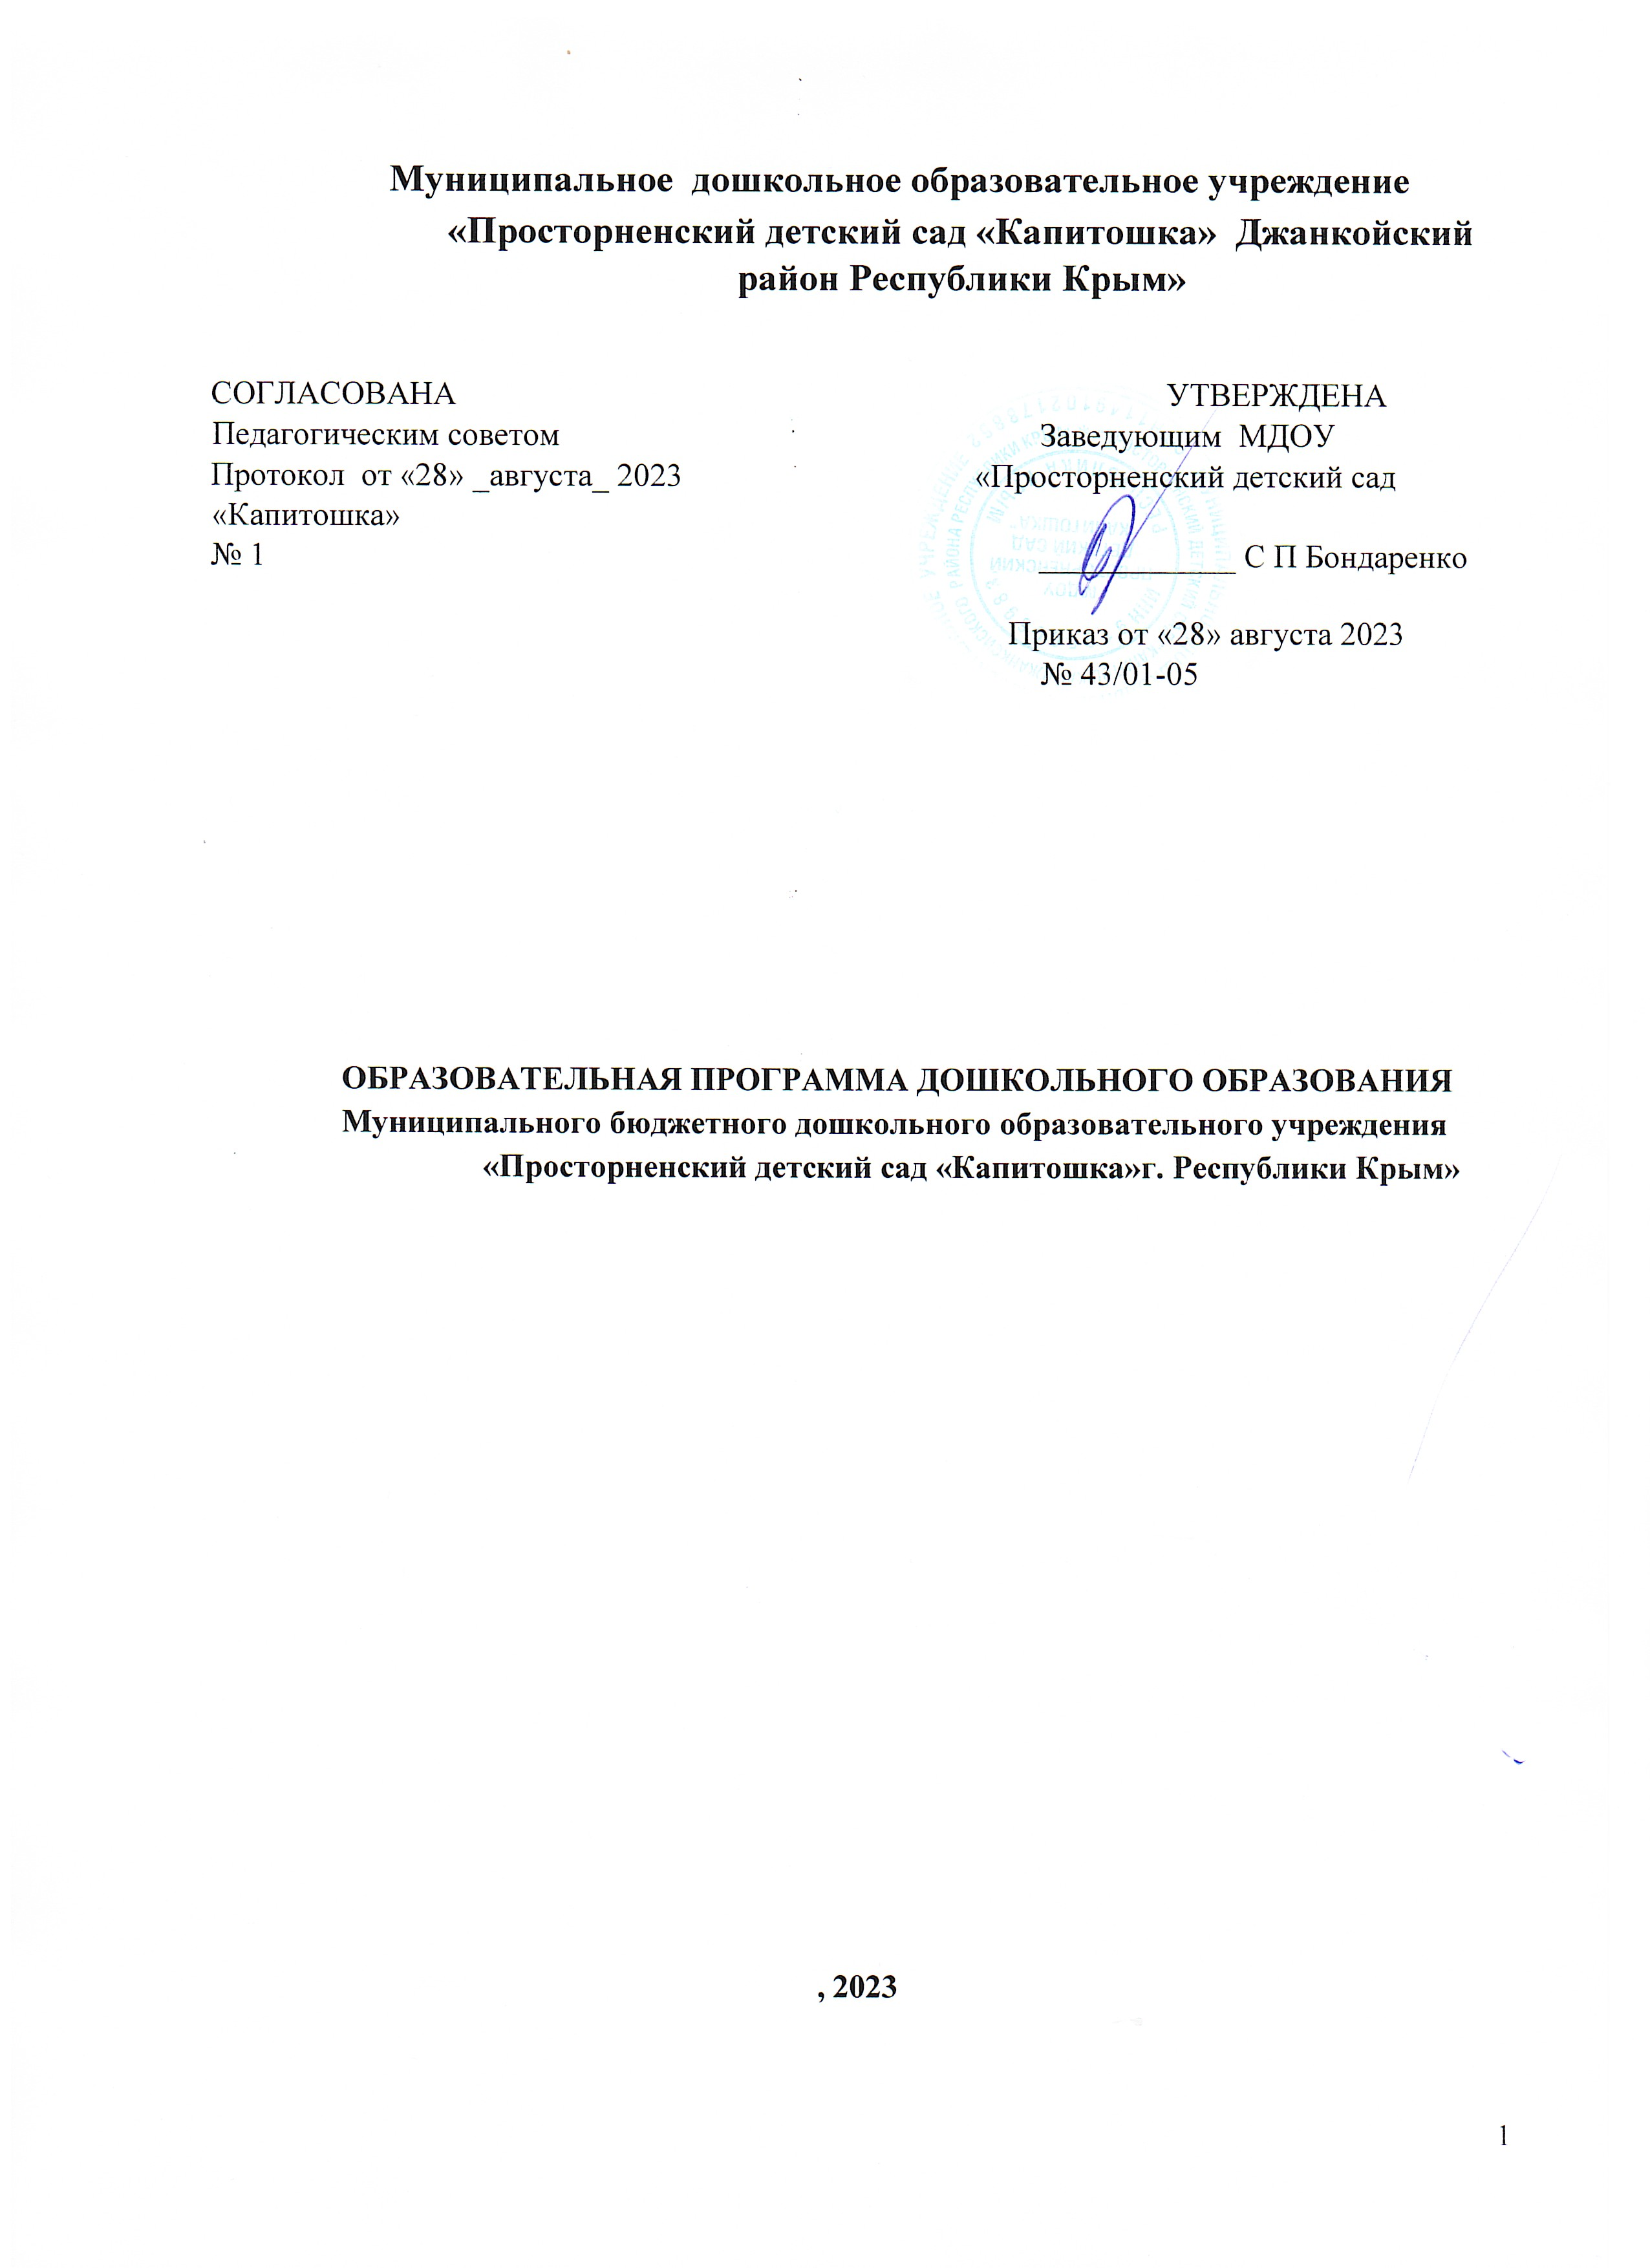 Муниципальное дошкольное образовательное учреждение
«Просторненский детский сад «Капитошка» Джанкойский
район Республики Крым»
СОГЛАСОВАНА УТВЕРЖДЕНА
Педагогическим советом Заведующим МДОУ
Протокол от «28» _августа_ 2023 «Просторненский детский сад
«Капитошка»
№ 1 ____________ С П Бондаренко
Приказ от «28» августа 2023
№ 43/01-05
ОБРАЗОВАТЕЛЬНАЯ ПРОГРАММА ДОШКОЛЬНОГО ОБРАЗОВАНИЯ
Муниципального бюджетного дошкольного образовательного учреждения
«Просторненский детский сад «Капитошка»г. Республики Крым»
, 2023
1